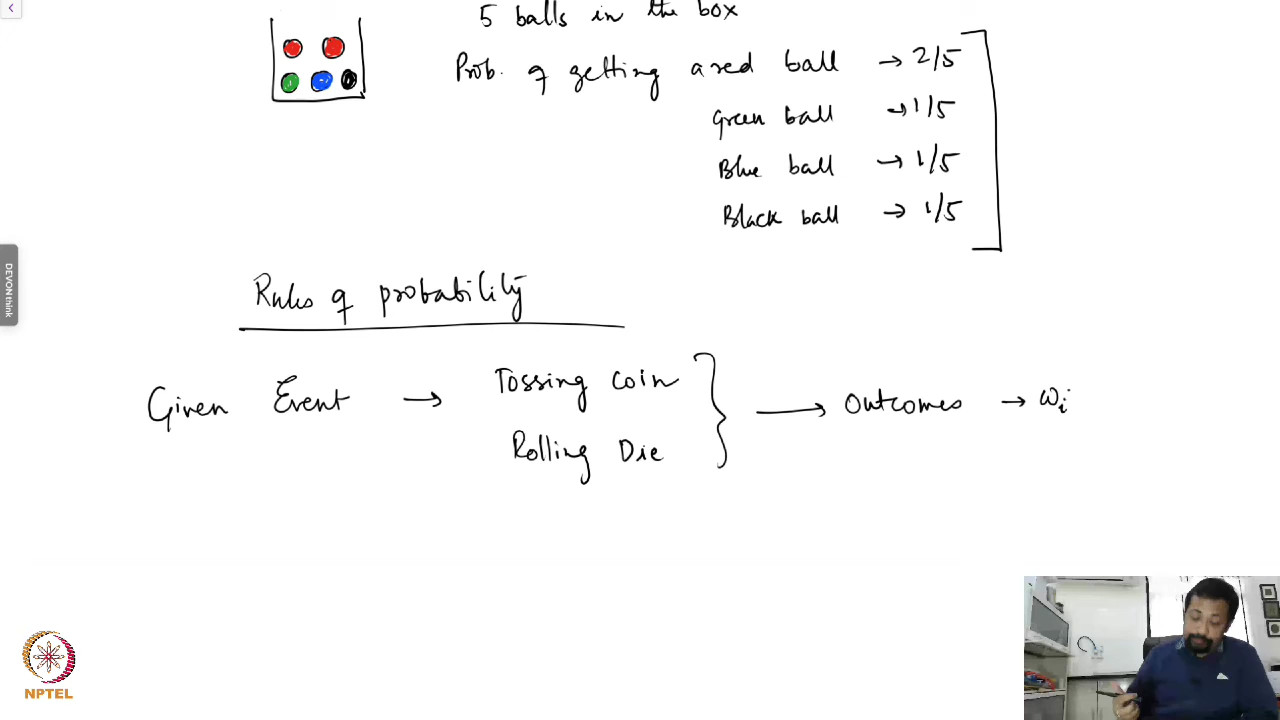 5 balls in the box
Prob. of getting a red ball → 2/5
Green ball → 1/5
Blue ball → 1/5
Black ball → 1/5
DEVONthink
Rules of probability
Given Event → Tossing coin
Rolling Die
→ Outcomes → ωi
NPTEL